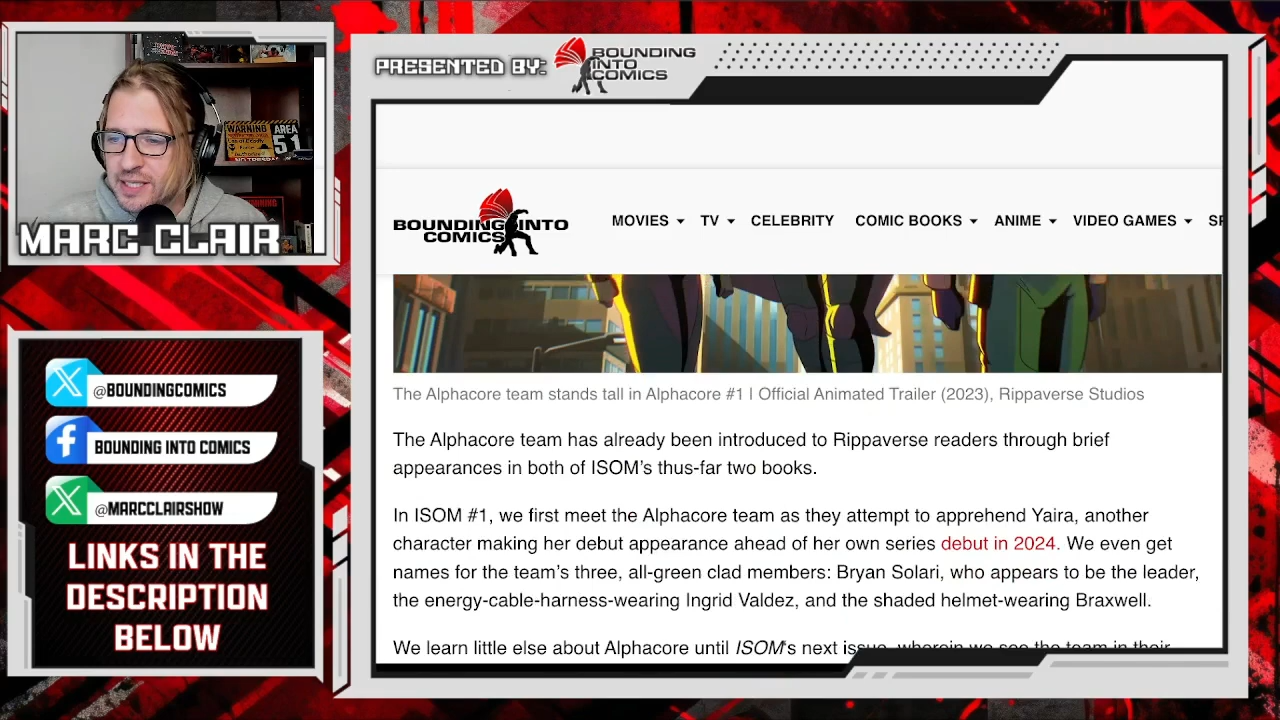 PRESENTED BY:
BOUNDING
INTO
COMICS
WARNING
AREA
51
MARC CLAIR
BOUNDING INTO
COMICS
MOVIES
TV
CELEBRITY
COMIC BOOKS
ANIME
VIDEO GAMES
The Alphacore team stands tall in Alphacore #1 | Official Animated Trailer (2023), Rippaverse Studios
The Alphacore team has already been introduced to Rippaverse readers through brief
appearances in both of ISOM’s thus-far two books.
In ISOM #1, we first meet the Alphacore team as they attempt to apprehend Yaira, another
character making her debut appearance ahead of her own series debut in 2024. We even get
names for the team’s three, all-green clad members: Bryan Solari, who appears to be the leader,
the energy-cable-harness-wearing Ingrid Valdez, and the shaded helmet-wearing Braxwell.
We learn little else about Alphacore until ISOM’s next issue, wherein we see the team in their
@BOUNDINGCOMICS
BOUNDING INTO COMICS
@MARCCLAIRSHOW
LINKS IN THE
DESCRIPTION
BELOW